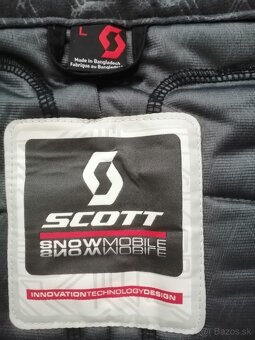 L
Made in Bangladesh
Fabriqué au Bangladesh
SCOTT
SNOWMOBILE
SNOWMOBILE
INNOVATIONTECHNOLOGYDESIGN
Bazos.sk